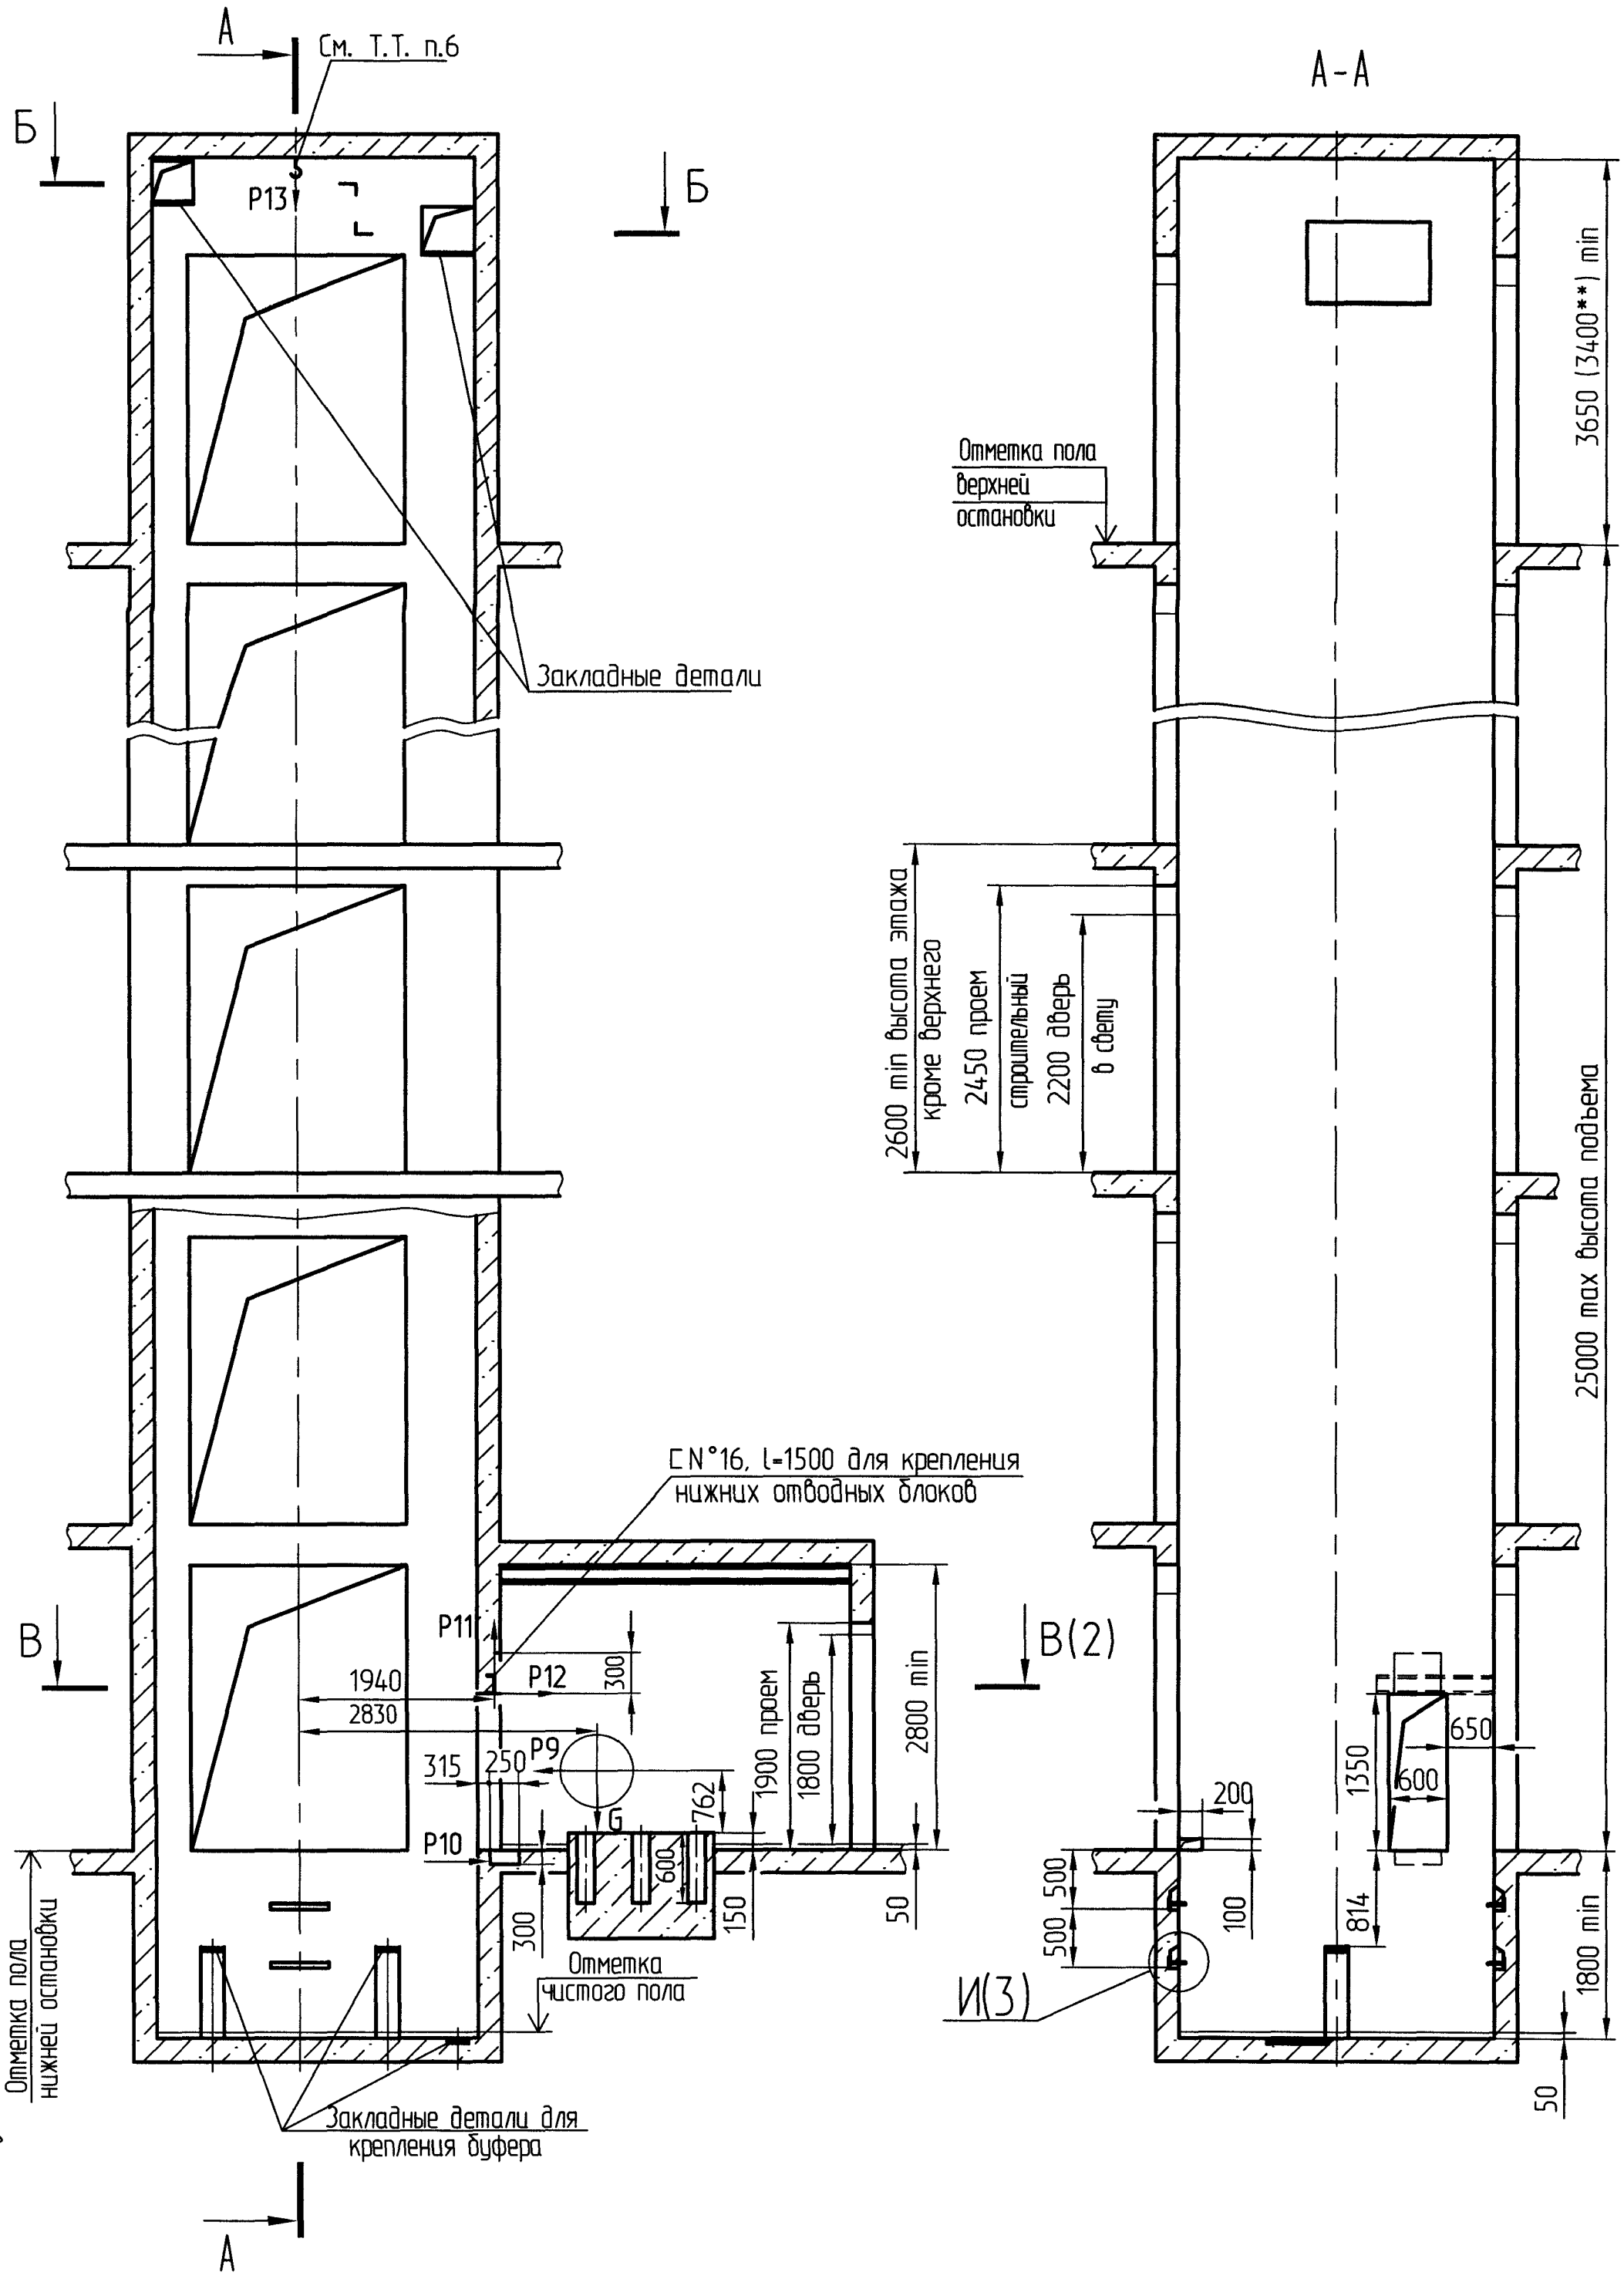 А
См. Т.Т. п.6
А-А
Б
Б
Р13
3650 (3400**) min
Отметка пола
верхней
остановки
Закладные детали
2600 min высота этажа
кроме верхнего
2450 проем
строительный
2200 дверь
в свету
25000 max высота подъема
[ N°16, l=1500 для крепления
нижних отводных блоков
В
Р11
В(2)
1940
Р12
300
2830
1900 проем
1800 дверь
2800 min
Р9
315
250
762
G
Р10
600
300
150
50
1350
650
600
200
500
500
100
814
1800 min
Отметка пола
нижней остановки
Отметка
чистого пола
И(3)
50
Закладные детали для
крепления буфера
А